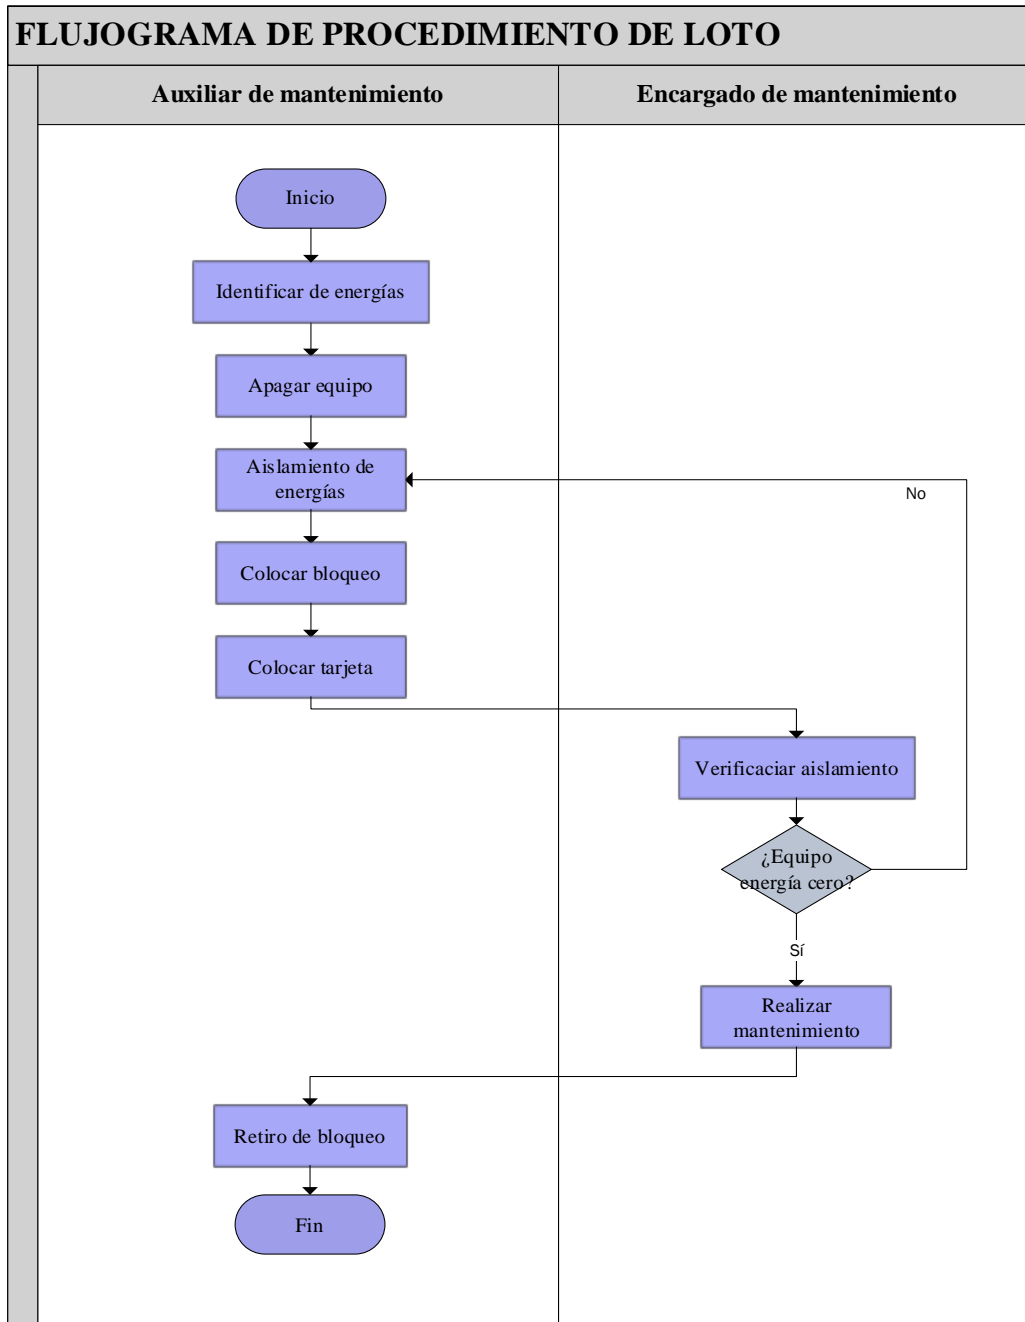 FLUJOGRAMA DE PROCEDIMIENTO DE LOTO
Auxiliar de mantenimiento
Encargado de mantenimiento
Inicio
Identificar de energías
Apagar equipo
Aislamiento de
energías
No
Colocar bloqueo
Colocar tarjeta
Verificaciar aislamiento
¿Equipo
energía cero?
Sí
Realizar
mantenimiento
Retiro de bloqueo
Fin